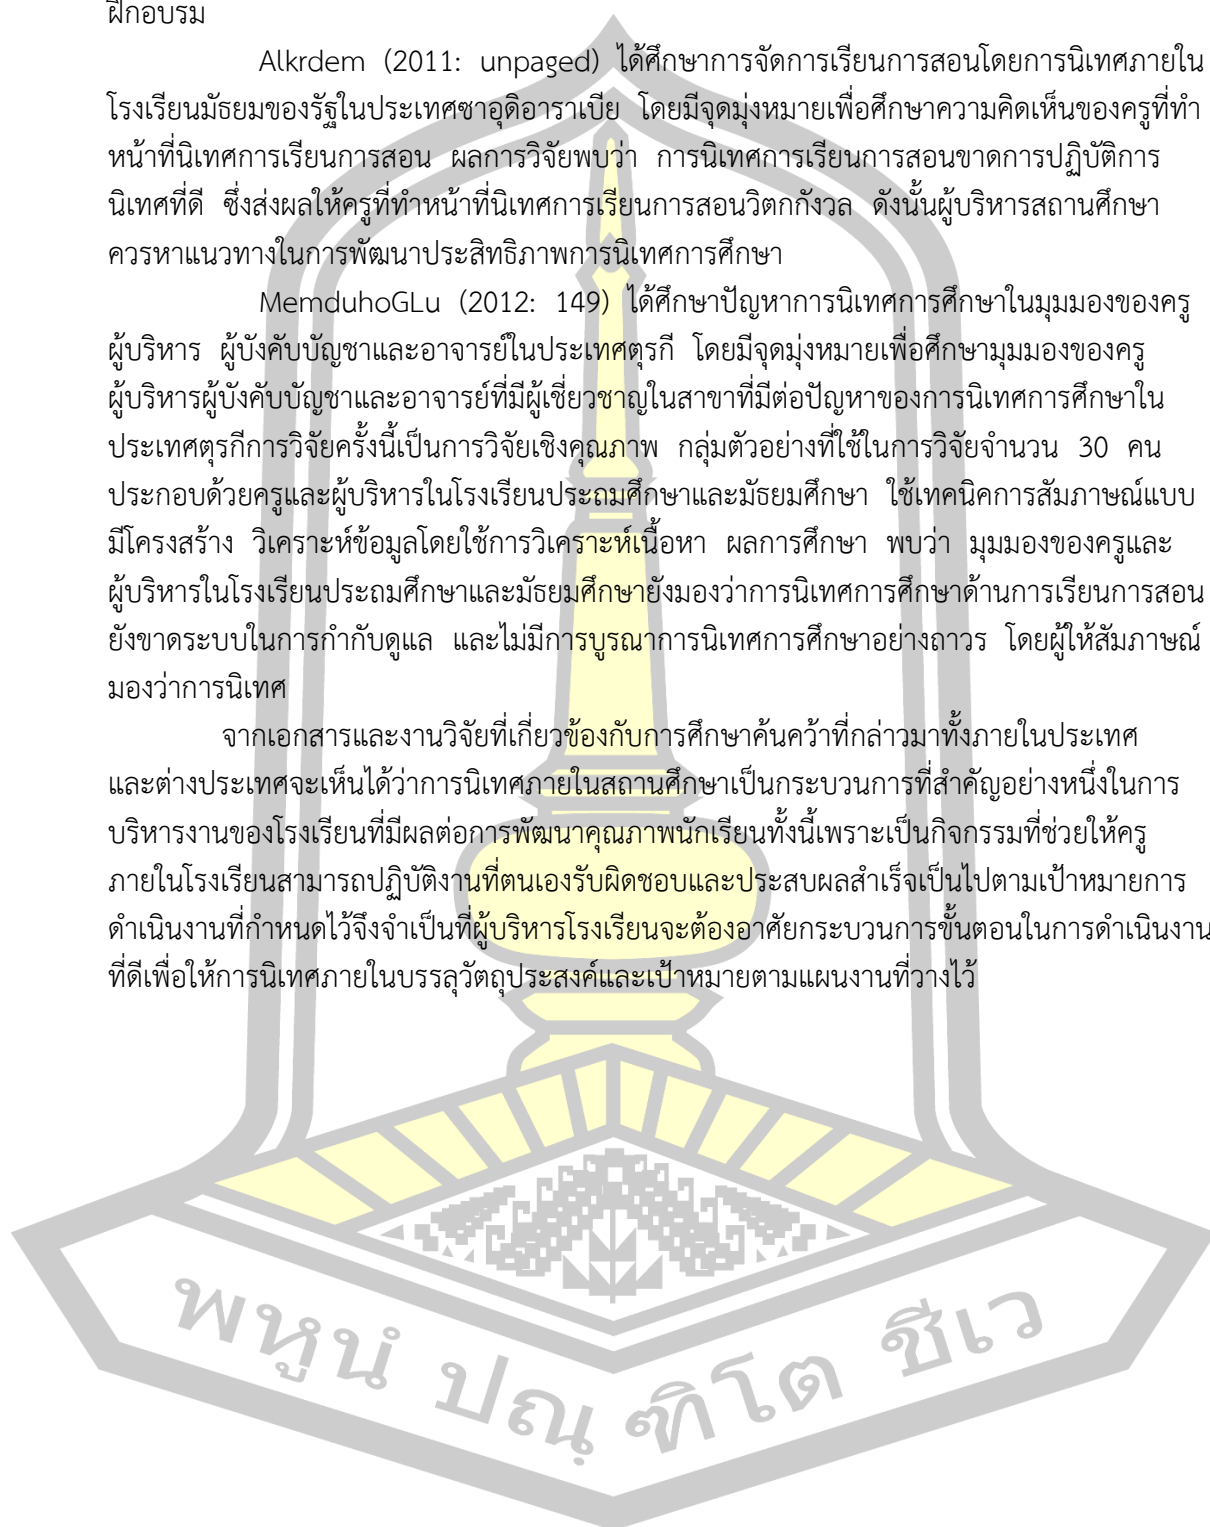 ฝึกอบรม
Alkrdem (2011: unpaged) ได้ศึกษาการจัดการเรียนการสอนโดยการนิเทศภายใน
โรงเรียนมัธยมของรัฐในประเทศซาอุดิอาราเบีย โดยมีจุดมุ่งหมายเพื่อศึกษาความคิดเห็นของครูที่ทำ
หน้าที่นิเทศการเรียนการสอน ผลการวิจัยพบว่า การนิเทศการเรียนการสอนขาดการปฏิบัติการ
นิเทศที่ดี ซึ่งส่งผลให้ครูที่ทำหน้าที่นิเทศการเรียนการสอนวิตกกังวล ดังนั้นผู้บริหารสถานศึกษา
ควรหาแนวทางในการพัฒนาประสิทธิภาพการนิเทศการศึกษา
MemduhoGLu (2012: 149) ได้ศึกษาปัญหาการนิเทศการศึกษาในมุมมองของครู
ผู้บริหาร ผู้บังคับบัญชาและอาจารย์ในประเทศตุรกี โดยมีจุดมุ่งหมายเพื่อศึกษามุมมองของครู
ผู้บริหารผู้บังคับบัญชาและอาจารย์ที่มีผู้เชี่ยวชาญในสาขาที่มีต่อปัญหาของการนิเทศการศึกษาใน
ประเทศตุรกีการวิจัยครั้งนี้เป็นการวิจัยเชิงคุณภาพ กลุ่มตัวอย่างที่ใช้ในการวิจัยจำนวน 30 คน
ประกอบด้วยครูและผู้บริหารในโรงเรียนประถมศึกษาและมัธยมศึกษา ใช้เทคนิคการสัมภาษณ์แบบ
มีโครงสร้าง วิเคราะห์ข้อมูลโดยใช้การวิเคราะห์เนื้อหา ผลการศึกษา พบว่า มุมมองของครูและ
ผู้บริหารในโรงเรียนประถมศึกษาและมัธยมศึกษายังมองว่าการนิเทศการศึกษาด้านการเรียนการสอน
ยังขาดระบบในการกำกับดูแล และไม่มีการบูรณาการนิเทศการศึกษาอย่างถาวร โดยผู้ให้สัมภาษณ์
มองว่าการนิเทศ
จากเอกสารและงานวิจัยที่เกี่ยวข้องกับการศึกษาค้นคว้าที่กล่าวมาทั้งภายในประเทศ
และต่างประเทศจะเห็นได้ว่าการนิเทศภายในสถานศึกษาเป็นกระบวนการที่สำคัญอย่างหนึ่งในการ
บริหารงานของโรงเรียนที่มีผลต่อการพัฒนาคุณภาพนักเรียนทั้งนี้เพราะเป็นกิจกรรมที่ช่วยให้ครู
ภายในโรงเรียนสามารถปฏิบัติงานที่ตนเองรับผิดชอบและประสบผลสำเร็จเป็นไปตามเป้าหมายการ
ดำเนินงานที่กำหนดไว้จึงจำเป็นที่ผู้บริหารโรงเรียนจะต้องอาศัยกระบวนการขั้นตอนในการดำเนินงาน
ที่ดีเพื่อให้การนิเทศภายในบรรลุวัตถุประสงค์และเป้าหมายตามแผนงานที่วางไว้
พหูนํ ปณฺฑิโต ชีเว